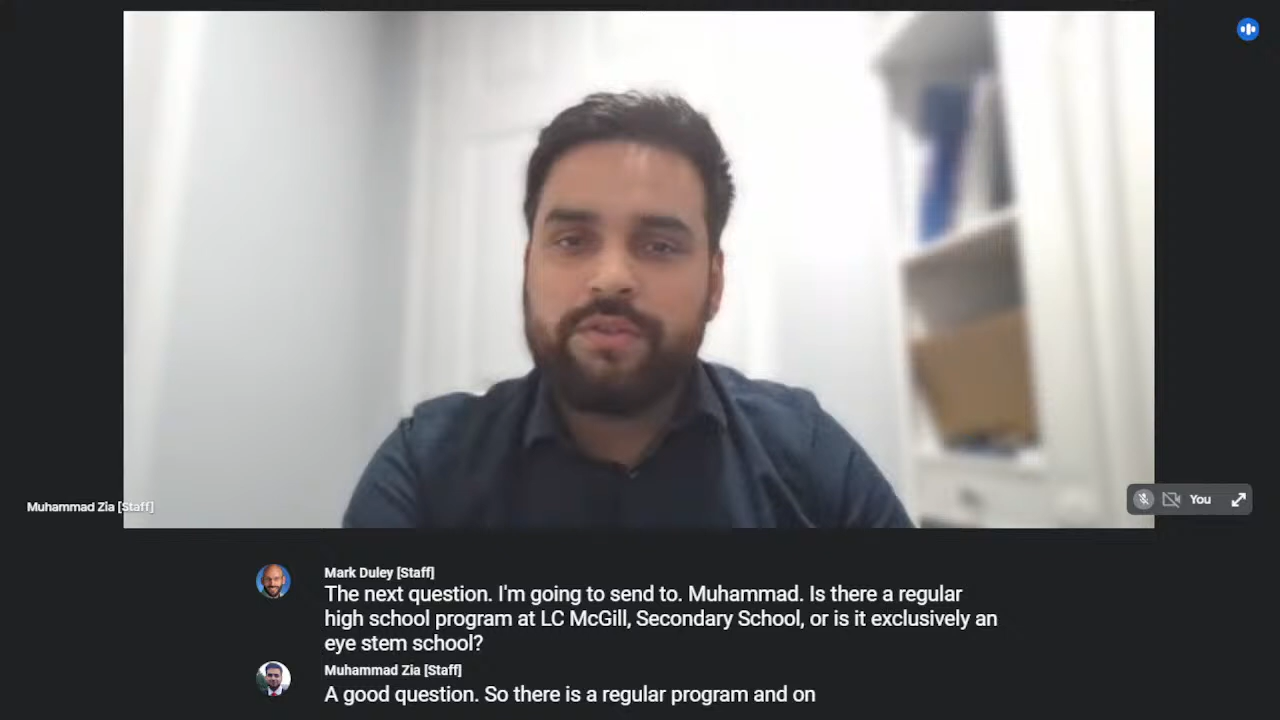 Muhammad Zia [Staff]
You
Mark Duley [Staff]
The next question. I'm going to send to. Muhammad. Is there a regular
high school program at LC McGill, Secondary School, or is it exclusively an
eye stem school?
Muhammad Zia [Staff]
A good question. So there is a regular program and on